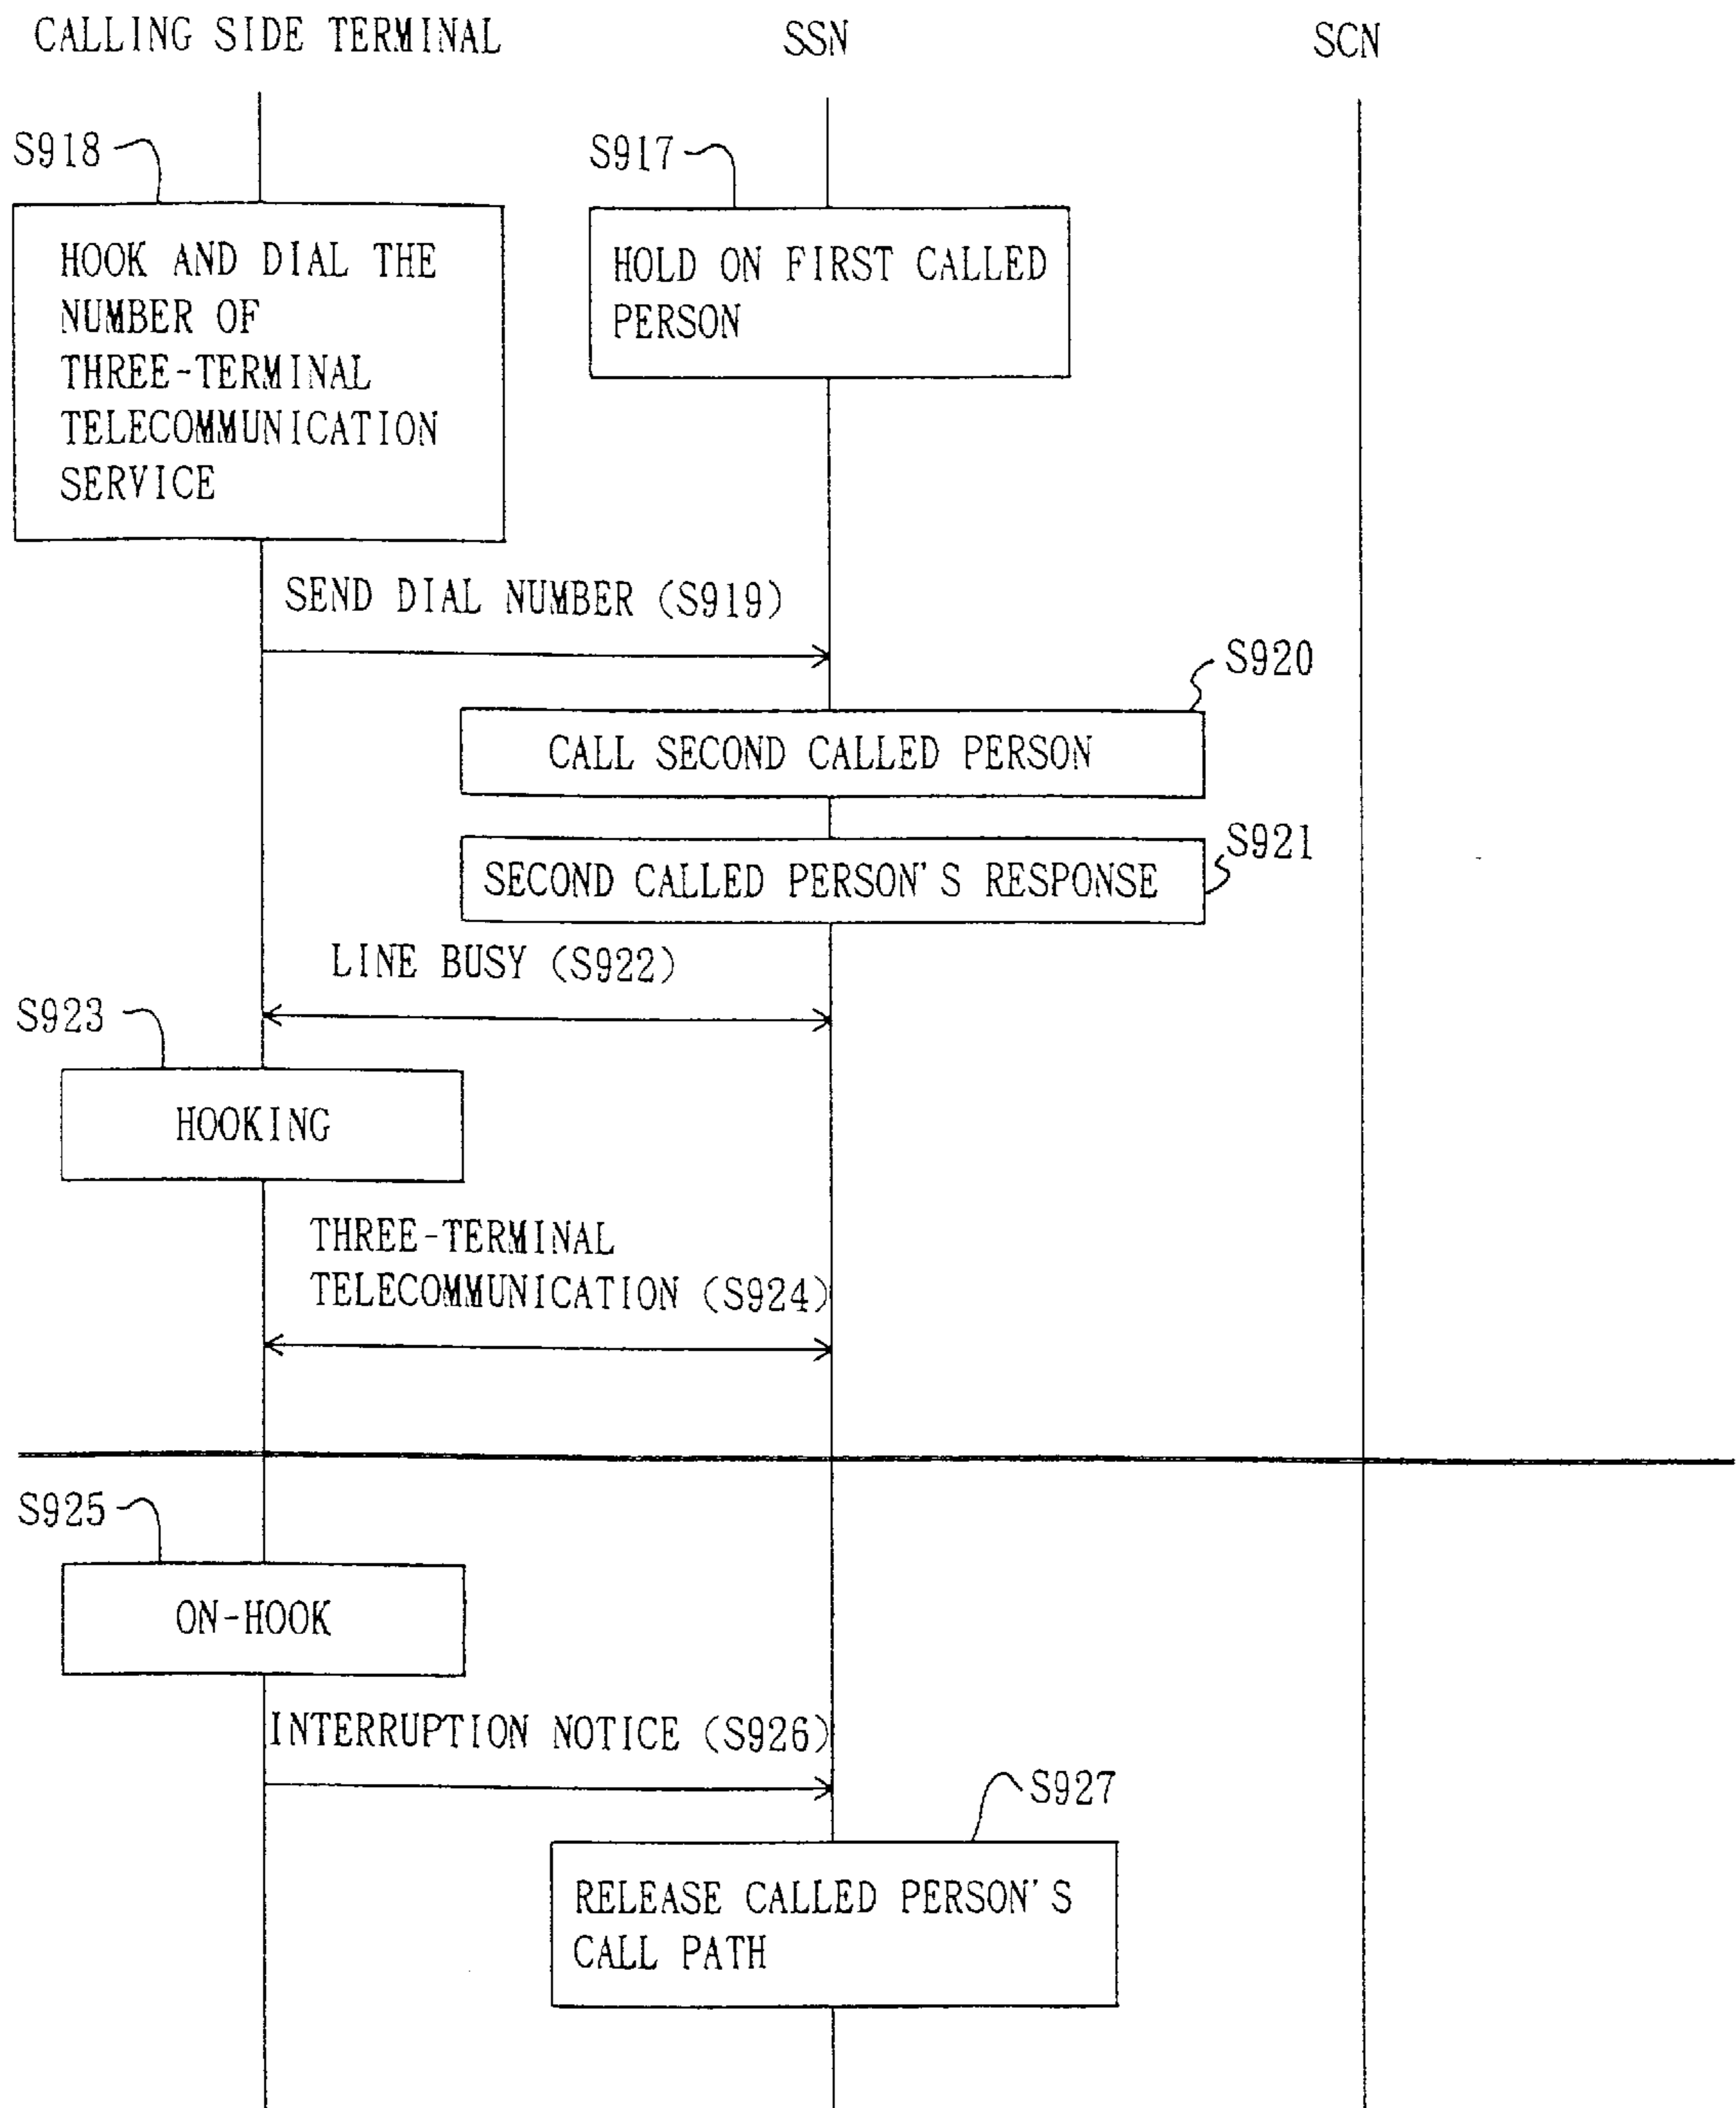 CALLING SIDE TERMINAL
SSN
SCN
S918
S917
HOOK AND DIAL THE
NUMBER OF
THREE-TERMINAL
TELECOMMUNICATION
SERVICE
HOLD ON FIRST CALLED
PERSON
SEND DIAL NUMBER (S919)
S920
CALL SECOND CALLED PERSON
S921
SECOND CALLED PERSON'S RESPONSE
LINE BUSY (S922)
S923
HOOKING
THREE-TERMINAL
TELECOMMUNICATION (S924)
S925
ON-HOOK
INTERRUPTION NOTICE (S926)
S927
RELEASE CALLED PERSON'S
CALL PATH